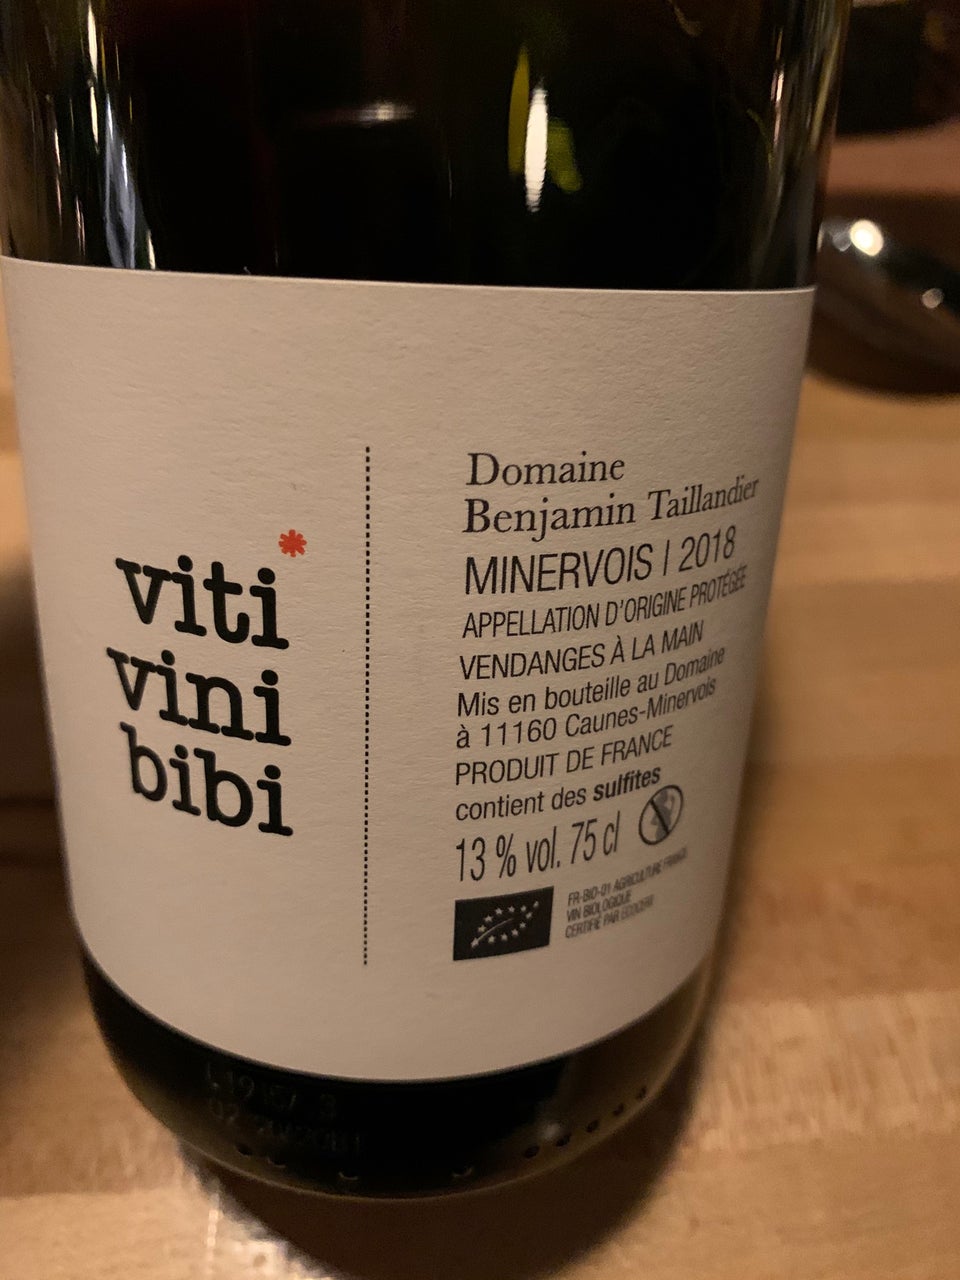 viti*
vini
bibi
Domaine
Benjamin Taillandier
MINERVOIS | 2018
APPELLATION D'ORIGINE PROTÉGÉE
VENDANGES À LA MAIN
Mis en bouteille au Domaine
à 11160 Caunes-Minervois
PRODUIT DE FRANCE
contient des sulfites
13 % vol. 75 cl
FR-BIO-01 AGRICULTURE FRANCE
VIN BIOLOGIQUE
CERTIFIÉ PAR ECOCERT